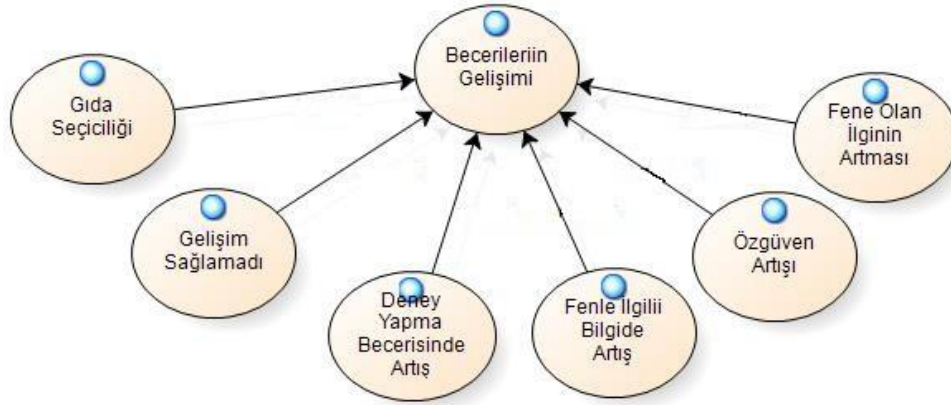 Becerileriin
Gelişimi
Gıda
Seçiciliği
Fene Olan
İlginin
Artması
Gelişim
Sağlamadı
Özgüven
Artışı
Deney
Yapma
Becerisinde
Artış
Fenle İlgilii
Bilgide
Artış